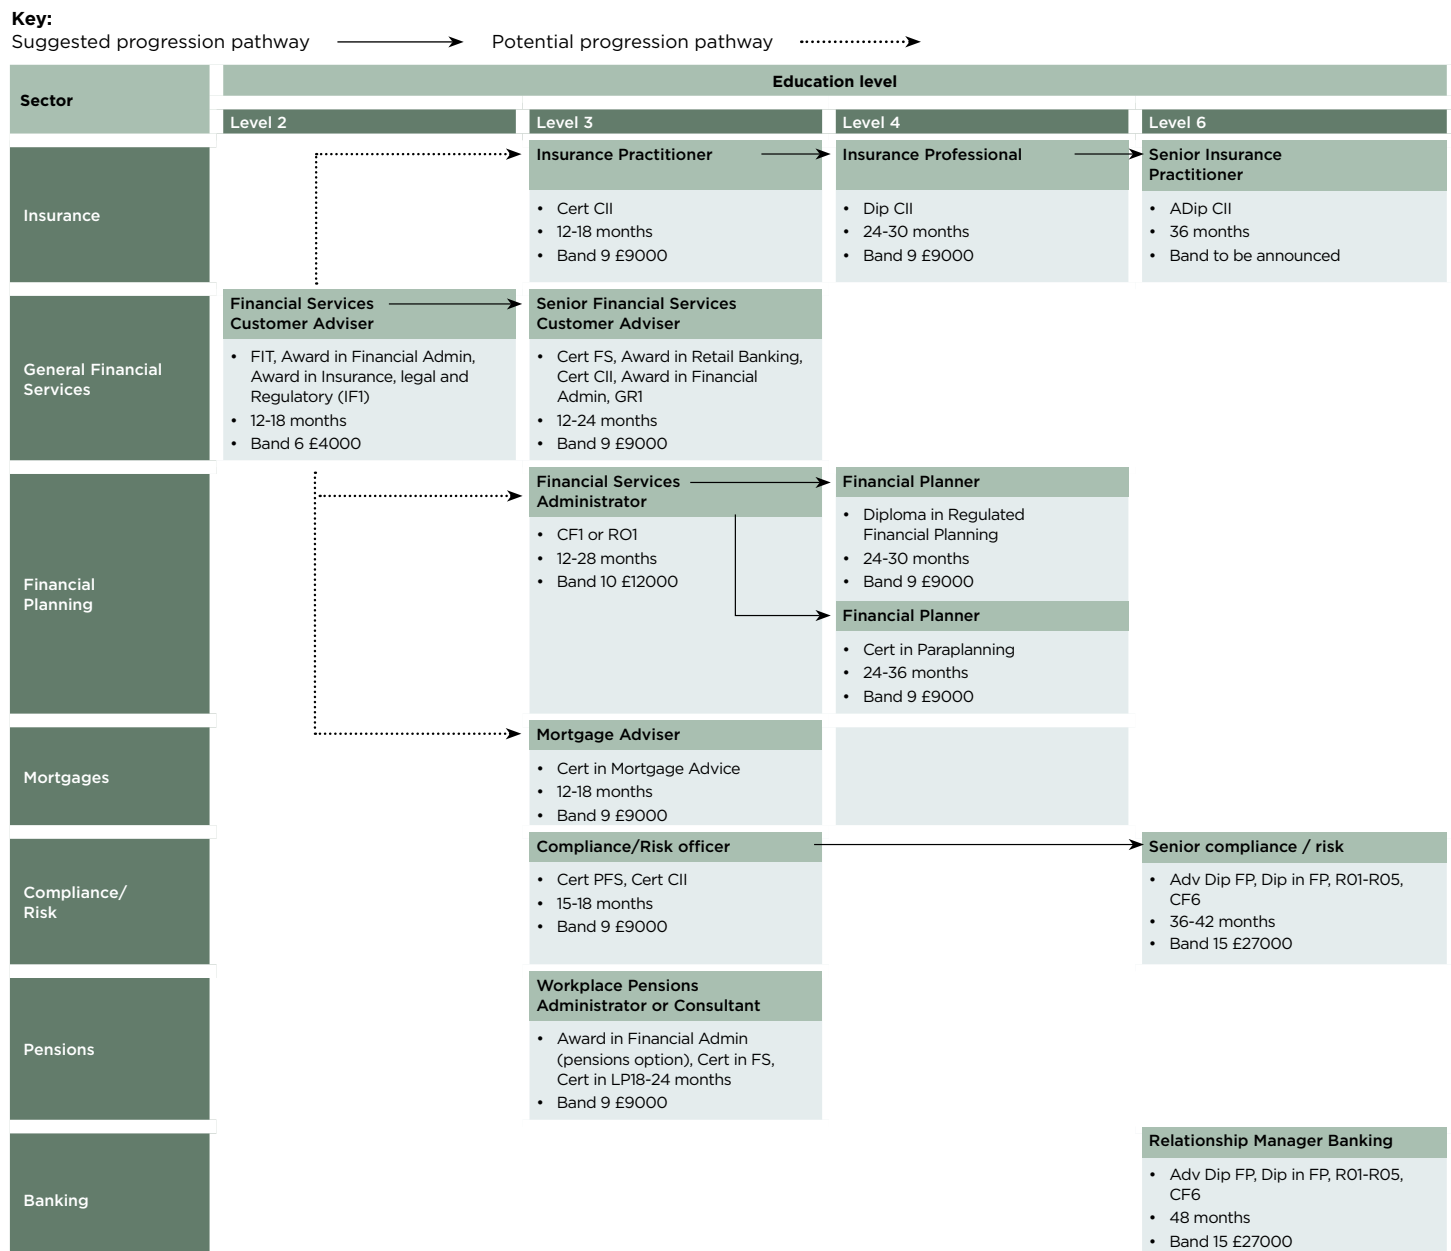 Key:
Suggested progression pathway
Potential progression pathway
Sector
Education level
Level 2
Level 3
Level 4
Level 6
Insurance
Insurance Practitioner
• Cert CII
• 12-18 months
• Band 9 £9000
Insurance Professional
• Dip CII
• 24-30 months
• Band 9 £9000
Senior Insurance
Practitioner
• ADip CII
• 36 months
• Band to be announced
General Financial
Services
Financial Services
Customer Adviser
• FIT, Award in Financial Admin,
Award in Insurance, legal and
Regulatory (IF1)
• 12-18 months
• Band 6 £4000
Senior Financial Services
Customer Adviser
• Cert FS, Award in Retail Banking,
Cert CII, Award in Financial
Admin, GR1
• 12-24 months
• Band 9 £9000
Financial
Planning
Financial Services
Administrator
• CF1 or RO1
• 12-28 months
• Band 10 £12000
Financial Planner
• Diploma in Regulated
Financial Planning
• 24-30 months
• Band 9 £9000
Financial Planner
• Cert in Paraplanning
• 24-36 months
• Band 9 £9000
Mortgages
Mortgage Adviser
• Cert in Mortgage Advice
• 12-18 months
• Band 9 £9000
Compliance/
Risk
Compliance/Risk officer
• Cert PFS, Cert CII
• 15-18 months
• Band 9 £9000
Senior compliance / risk
• Adv Dip FP, Dip in FP, R01-R05,
CF6
• 36-42 months
• Band 15 £27000
Pensions
Workplace Pensions
Administrator or Consultant
• Award in Financial Admin
(pensions option), Cert in FS,
Cert in LP18-24 months
• Band 9 £9000
Banking
Relationship Manager Banking
• Adv Dip FP, Dip in FP, R01-R05,
CF6
• 48 months
• Band 15 £27000